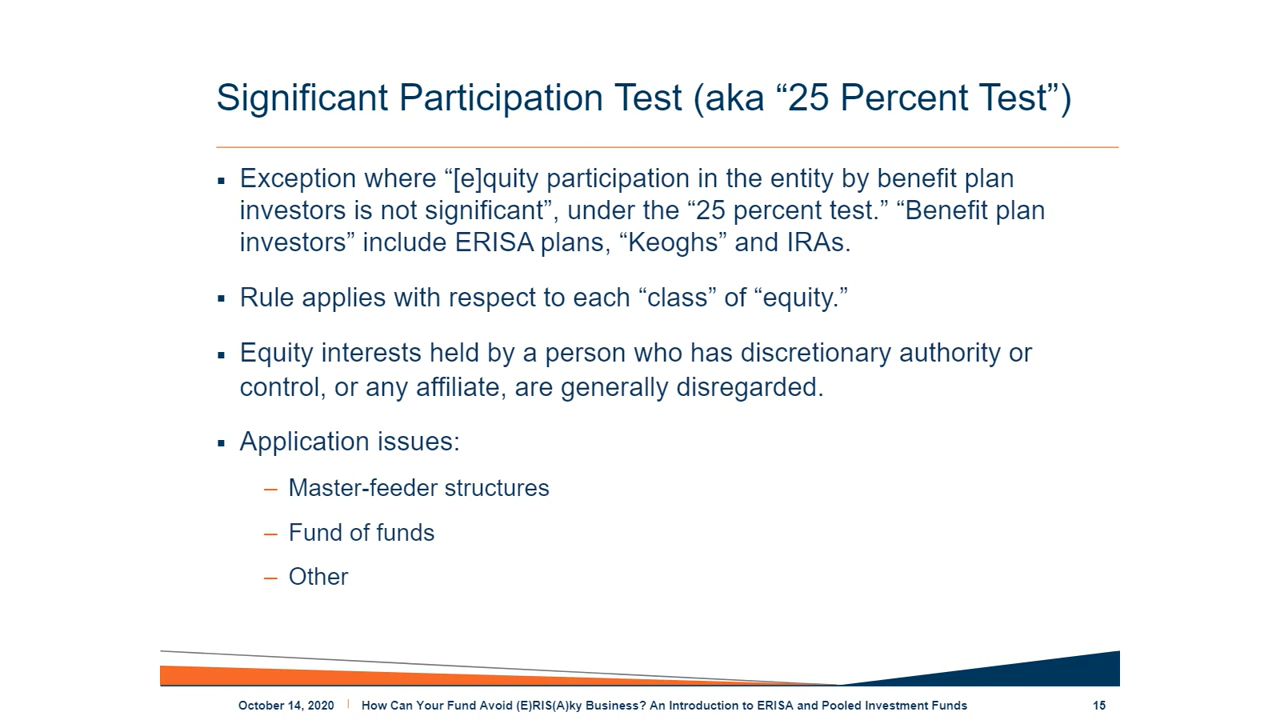 Significant Participation Test (aka “25 Percent Test”)
▪ Exception where “[e]quity participation in the entity by benefit plan
investors is not significant”, under the “25 percent test.” “Benefit plan
investors” include ERISA plans, “Keoghs” and IRAs.
▪ Rule applies with respect to each “class” of “equity.”
▪ Equity interests held by a person who has discretionary authority or
control, or any affiliate, are generally disregarded.
▪ Application issues:
– Master-feeder structures
– Fund of funds
– Other
October 14, 2020 | How Can Your Fund Avoid (E)RIS(A)ky Business? An Introduction to ERISA and Pooled Investment Funds 15